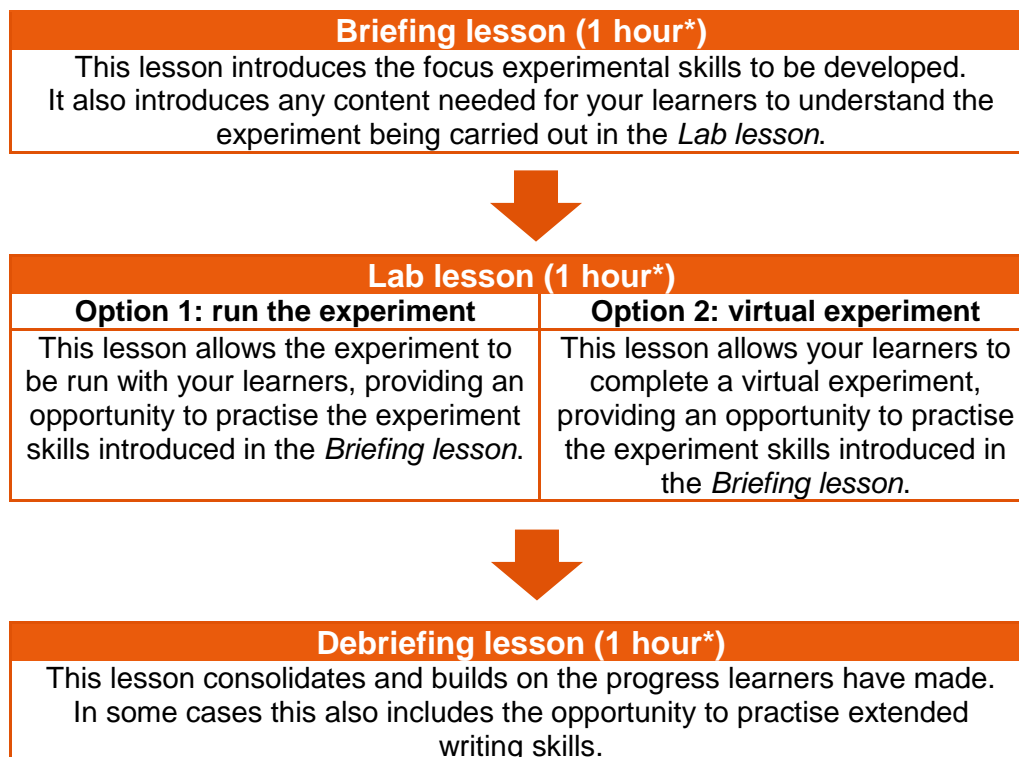 Briefing lesson (1 hour*)
This lesson introduces the focus experimental skills to be developed.
It also introduces any content needed for your learners to understand the
experiment being carried out in the Lab lesson.
Lab lesson (1 hour*)
Option 1: run the experiment
This lesson allows the experiment to
be run with your learners, providing an
opportunity to practise the experiment
skills introduced in the Briefing lesson.
Option 2: virtual experiment
This lesson allows your learners to
complete a virtual experiment,
providing an opportunity to practise
the experiment skills introduced in
the Briefing lesson.
Debriefing lesson (1 hour*)
This lesson consolidates and builds on the progress learners have made.
In some cases this also includes the opportunity to practise extended
writing skills.